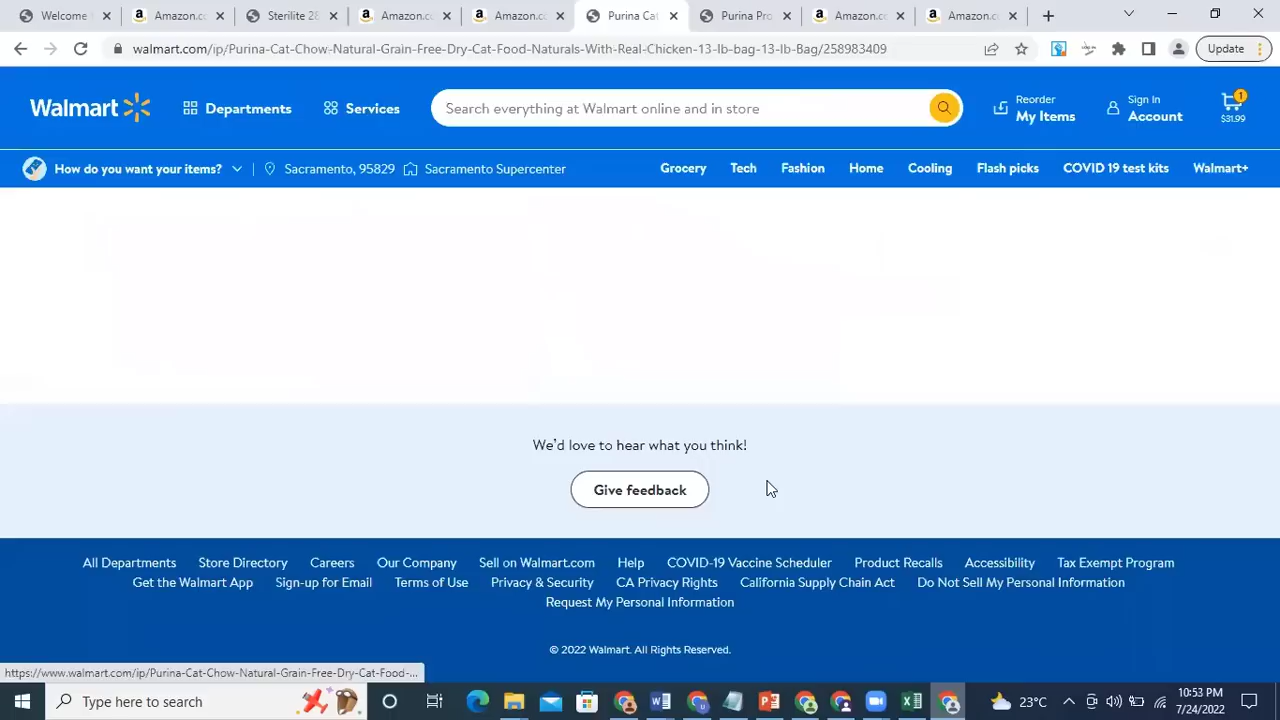 Welcome
Amazon.c
Sterilite 28
Amazon.c
Amazon.c
Purina Cat
Purina Pro
Amazon.c
Amazon.c
walmart.com/ip/Purina-Cat-Chow-Natural-Grain-Free-Dry-Cat-Food-Naturals-With-Real-Chicken-13-lb-bag-13-lb-Bag/258983409
Update
Walmart
Departments
Services
Search everything at Walmart online and in store
Reorder
My Items
Sign In
Account
1
$31.99
How do you want your items?
Sacramento, 95829
Sacramento Supercenter
Grocery
Tech
Fashion
Home
Cooling
Flash picks
COVID 19 test kits
Walmart+
We'd love to hear what you think!
Give feedback
All Departments Store Directory Careers Our Company Sell on Walmart.com Help COVID-19 Vaccine Scheduler Product Recalls Accessibility Tax Exempt Program
Get the Walmart App Sign-up for Email Terms of Use Privacy & Security CA Privacy Rights California Supply Chain Act Do Not Sell My Personal Information
Request My Personal Information
© 2022 Walmart. All Rights Reserved.
https://www.walmart.com/ip/Purina-Cat-Chow-Natural-Grain-Free-Dry-Cat-Food-...
Type here to search
23°C
10:53 PM
7/24/2022